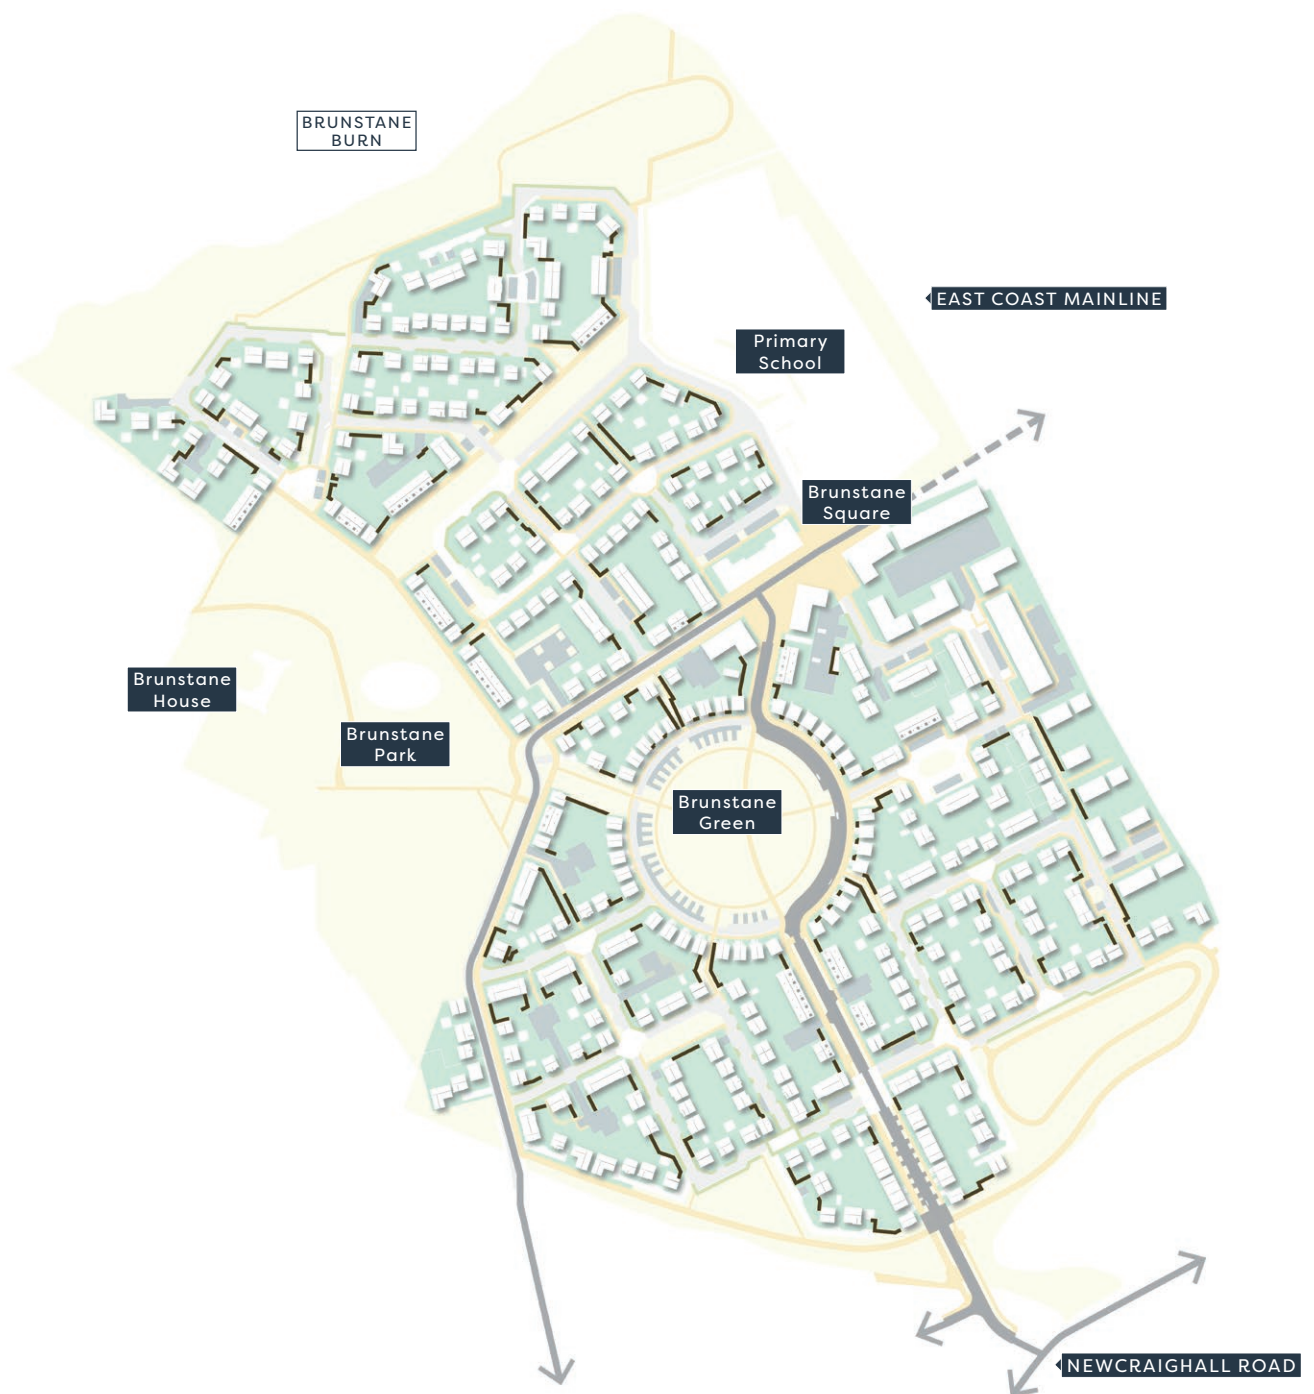 BRUNSTANE
BURN
EAST COAST MAINLINE
Primary
School
Brunstane
Square
Brunstane
House
Brunstane
Park
Brunstane
Green
NEWCRAIGHALL ROAD